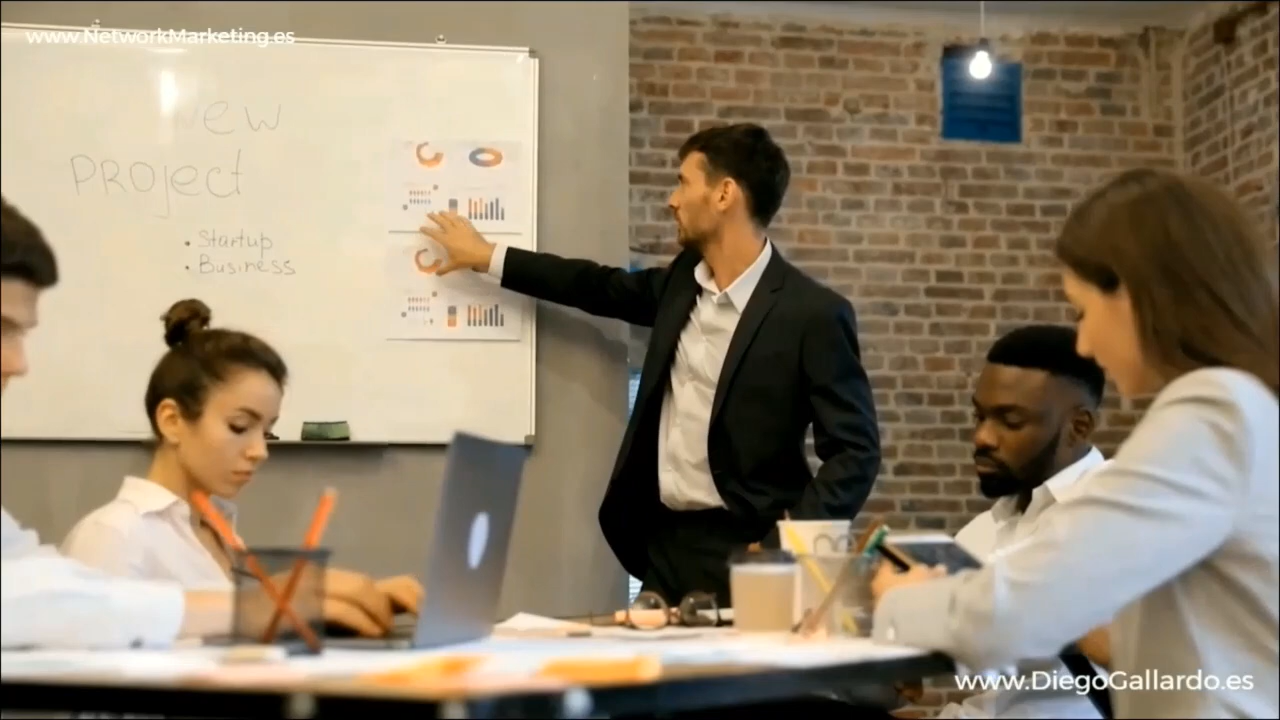 www.NetworkMarketing.es
New
PROJECT
• Startup
• Business
www.DiegoGallardo.es